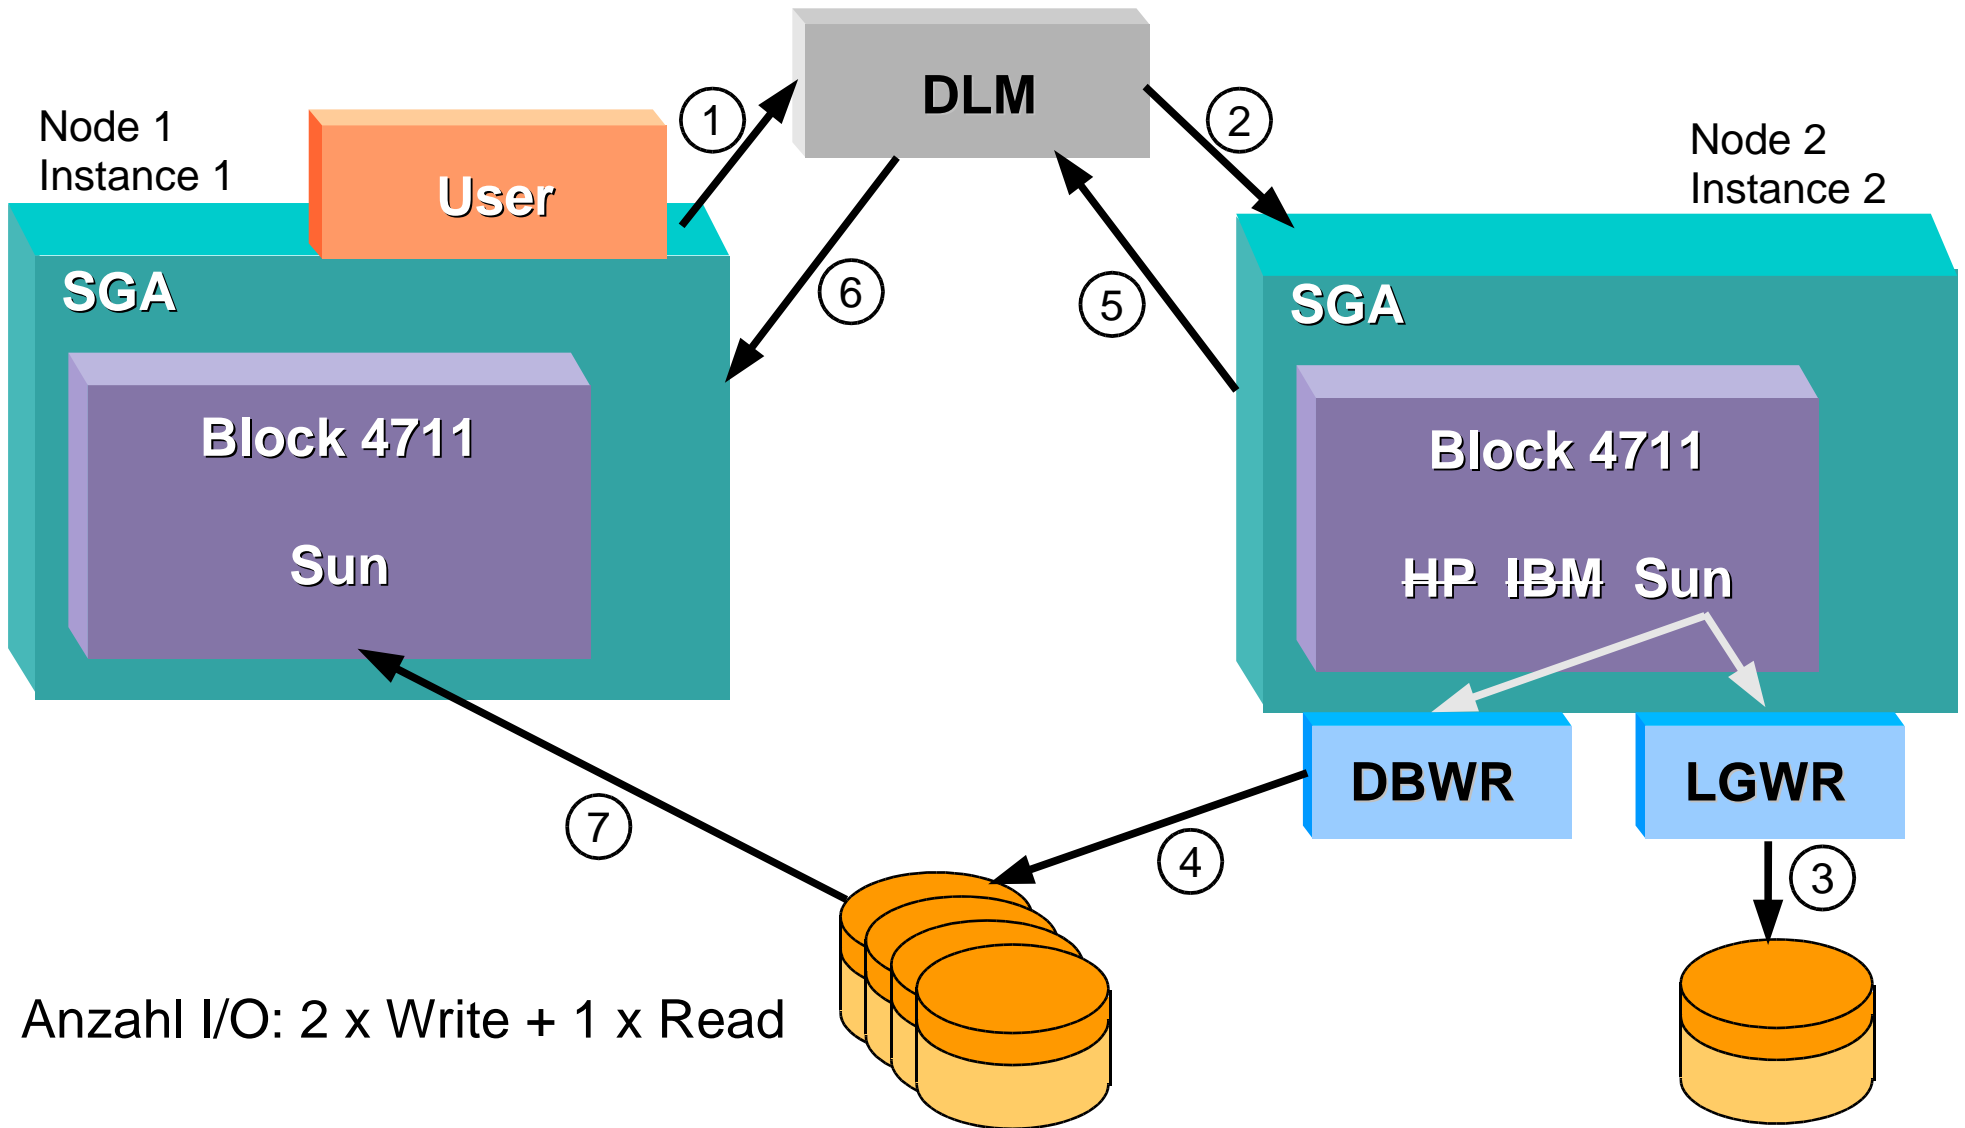 DLM
Node 1
Instance 1
User
1
2
Node 2
Instance 2
SGA
6
5
SGA
Block 4711
Sun
Block 4711
HP IBM Sun
DBWR
LGWR
7
4
3
Anzahl I/O: 2 x Write + 1 x Read